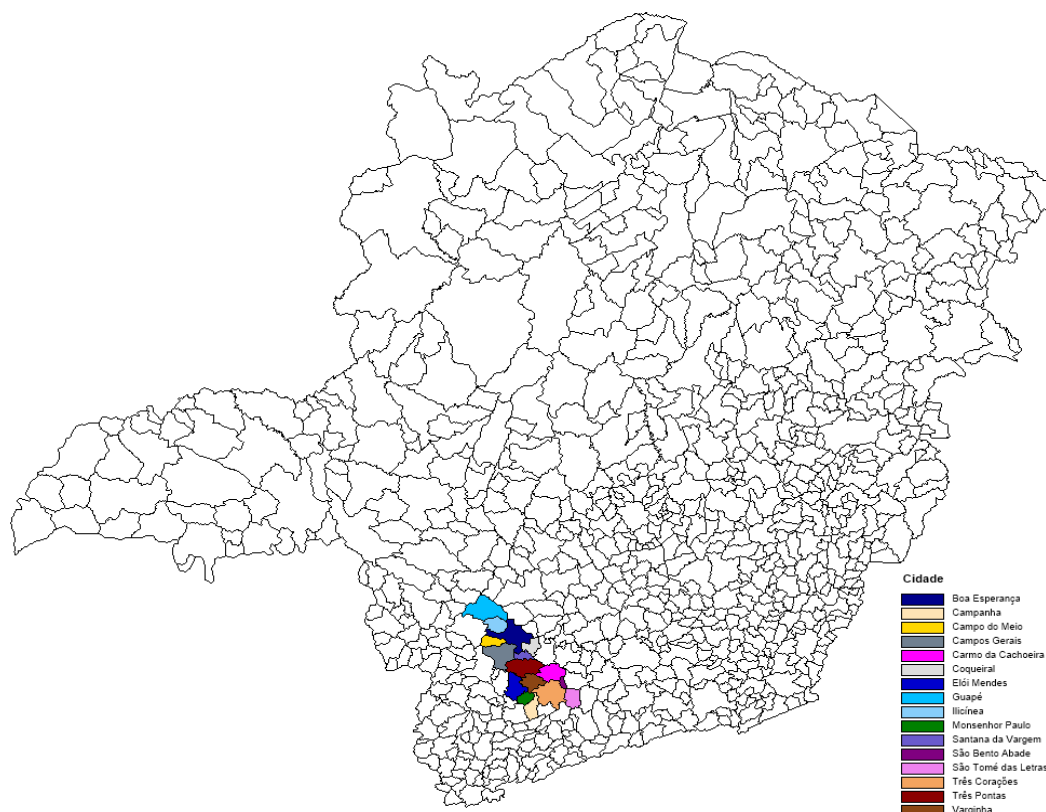 Cidade
Boa Esperança
Campanha
Campo do Meio
Campos Gerais
Carmo da Cachoeira
Coqueiral
Elói Mendes
Guapé
Ilicínea
Monsenhor Paulo
Santana da Vargem
São Bento Abade
São Tomé das Letras
Três Corações
Três Pontas
Varginha